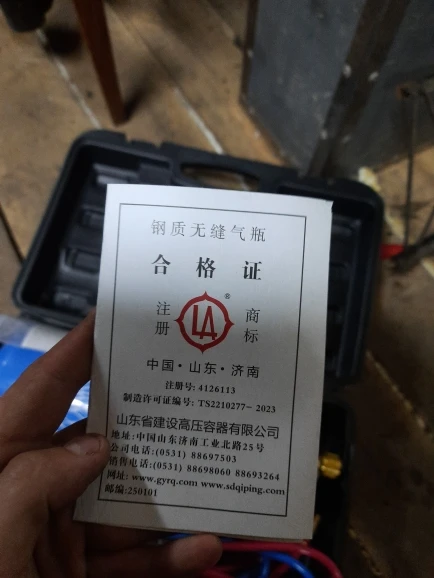 钢质无缝气瓶
合格证
注册 LA® 商标
中国·山东·济南
注册号: 4126113
制造许可证编号: TS2210277-2023
山东省建设高压容器有限公司
地址:中国山东济南工业北路25号
公司电话:(0531) 88697503
销售电话:(0531) 88698060 88693264
网址: www.gyrq.com www.sdqiping.com
邮编:250101